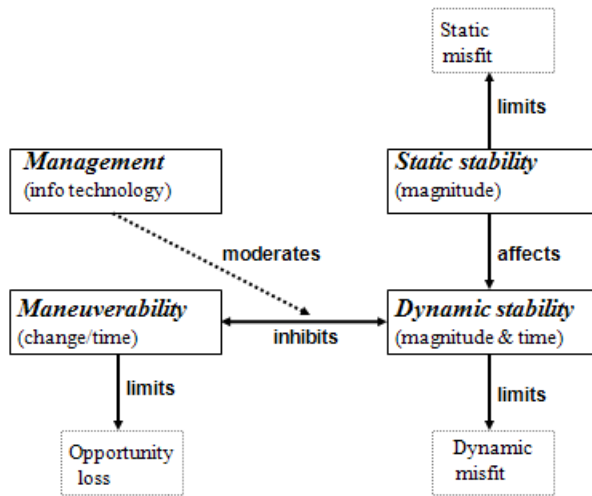 Static
misfit
limits
Management
(info technology)
Static stability
(magnitude)
moderates
affects
Maneuverability
(change/time)
inhibits
Dynamic stability
(magnitude & time)
limits
limits
Opportunity
loss
Dynamic
misfit